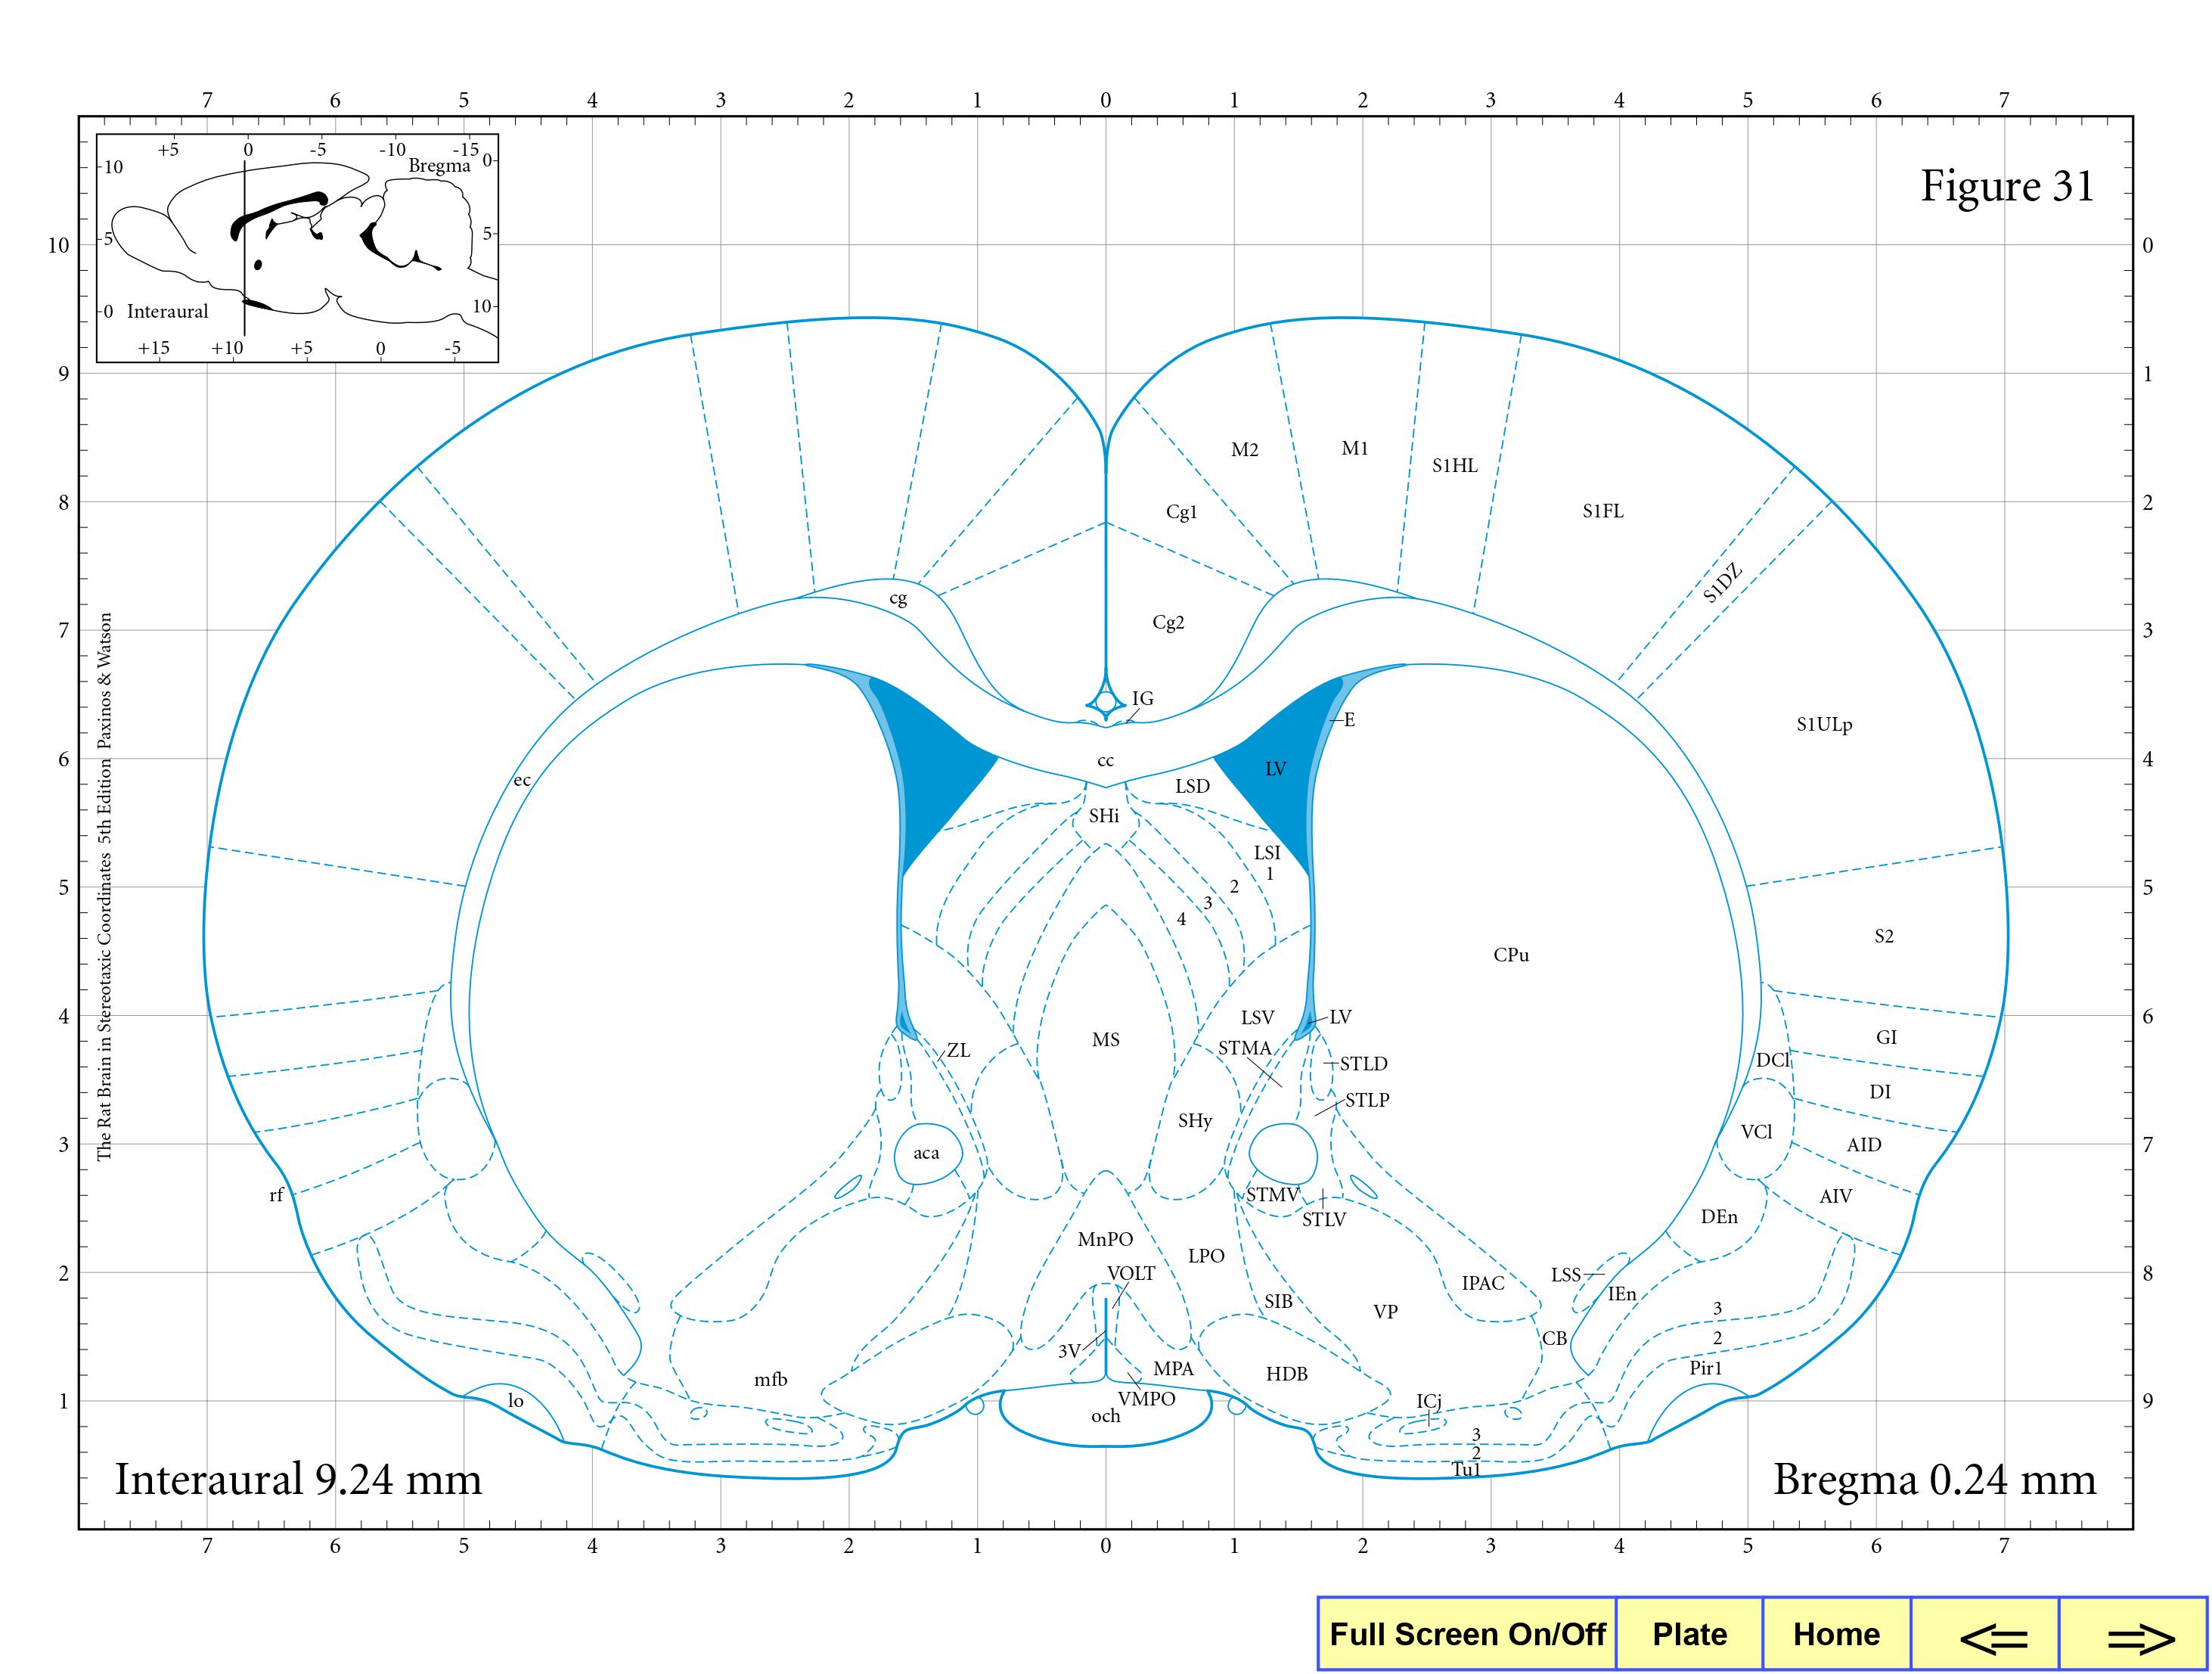 7 6 5 4 3 2 1 0 1 2 3 4 5 6 7
+5 0 -5 -10 -15
Bregma 0
10
5
5
0 Interaural
10
+15 +10 +5 0 -5
Figure 31
10 0
9 1
M2 M1 S1HL
8 2
Cg1 S1FL
S1DZ
cg
7 3
Cg2
IG
E
S1ULp
6 4
ec cc LV
LSD
SHi
LSI
1
5 2 5
3
4
S2
CPu
4 6
LSV LV
MS STMA
ZL GI
STLD DCl
DI
STLP
SHy VCl
3 7
aca AID
rf STMV AIV
STLV DEn
MnPO
LPO
2 VOLT LSS 8
IPAC IEn
SIB VP 3
3V CB 2
MPA Pir1
mfb HDB
1 lo VMPO ICj 9
och
3
2
Tu1
The Rat Brain in Stereotaxic Coordinates 5th Edition Paxinos & Watson
Interaural 9.24 mm
Bregma 0.24 mm
7 6 5 4 3 2 1 0 1 2 3 4 5 6 7
Full Screen On/Off Plate Home <= =>